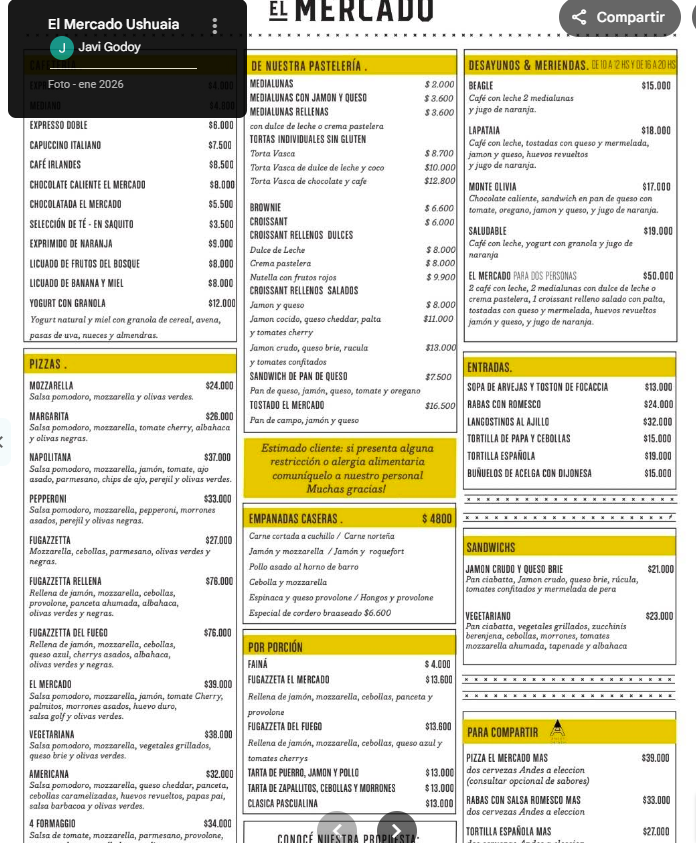 EL MERCADO
El Mercado Ushuaia
J Javi Godoy
Foto - ene 2026
Compartir
EXPRESSO DOBLE $6.000
CAPUCCINO ITALIANO $7.500
CAFÉ IRLANDES $8.500
CHOCOLATE CALIENTE EL MERCADO $8.000
CHOCOLATADA EL MERCADO $5.500
SELECCIÓN DE TÉ - EN SAQUITO $3.500
EXPRIMIDO DE NARANJA $9.000
LICUADO DE FRUTOS DEL BOSQUE $8.000
LICUADO DE BANANA Y MIEL $8.000
YOGURT CON GRANOLA $12.000
Yogurt natural y miel con granola de cereal, avena,
pasas de uva, nueces y almendras.
PIZZAS .
MOZZARELLA $24.000
Salsa pomodoro, mozzarella y olivas verdes.
MARGARITA $26.000
Salsa pomodoro, mozzarella, tomate cherry, albahaca
y olivas negras.
NAPOLITANA $37.000
Salsa pomodoro, mozzarella, jamón, tomate, ajo
asado, parmesano, chips de ajo, perejil y olivas verdes.
PEPPERONI $33.000
Salsa pomodoro, mozzarella, pepperoni, morrones
asados, perejil y olivas negras.
FUGAZZETTA $27.000
Mozzarella, cebollas, parmesano, olivas verdes y
negras.
FUGAZZETTA RELLENA $76.000
Rellena de jamón, mozzarella, cebollas,
provolone, panceta ahumada, albahaca,
olivas verdes y negras.
FUGAZZETTA DEL FUEGO $76.000
Rellena de jamón, mozzarella, cebollas,
queso azul, cherrys asados, albahaca,
olivas verdes y negras.
EL MERCADO $39.000
Salsa pomodoro, mozzarella, jamón, tomate Cherry,
palmitos, morrones asados, huevo duro,
salsa golf y olivas verdes.
VEGETARIANA $38.000
Salsa pomodoro, mozzarella, vegetales grillados,
queso brie y olivas verdes.
AMERICANA $32.000
Salsa pomodoro, mozzarella, queso cheddar, panceta,
cebollas caramelizadas, huevos revueltos, papas pai,
salsa barbacoa y olivas verdes.
4 FORMAGGIO $34.000
Salsa de tomate, mozzarella, parmesano, provolone,
DE NUESTRA PASTELERÍA .
MEDIALUNAS $ 2.000
MEDIALUNAS CON JAMON Y QUESO $ 3.600
MEDIALUNAS RELLENAS $ 3.600
con dulce de leche o crema pastelera
TORTAS INDIVIDUALES SIN GLUTEN
Torta Vasca $ 8.700
Torta Vasca de dulce de leche y coco $10.000
Torta Vasca de chocolate y cafe $12.800
BROWNIE $ 6.600
CROISSANT $ 6.000
CROISSANT RELLENOS DULCES
Dulce de Leche $ 8.000
Crema pastelera $ 8.000
Nutella con frutos rojos $ 9.900
CROISSANT RELLENOS SALADOS
Jamon y queso $ 8.000
Jamon cocido, queso cheddar, palta $11.000
y tomates cherry
Jamon crudo, queso brie, rucula $13.000
y tomates confitados
SANDWICH DE PAN DE QUESO $7.500
Pan de queso, jamón, queso, tomate y oregano
TOSTADO EL MERCADO $16.500
Pan de campo, jamón y queso
Estimado cliente: si presenta alguna
restricción o alergia alimentaria
comuníquelo a nuestro personal
Muchas gracias!
EMPANADAS CASERAS . $ 4800
Carne cortada a cuchillo / Carne norteña
Jamón y mozzarella / Jamón y roquefort
Pollo asado al horno de barro
Cebolla y mozzarella
Espinaca y queso provolone / Hongos y provolone
Especial de cordero braaseado $6.600
POR PORCIÓN
FAINÁ $ 4.000
FUGAZZETA EL MERCADO $13.600
Rellena de jamón, mozzarella, cebollas, panceta y
provolone
FUGAZZETA DEL FUEGO $13.600
Rellena de jamón, mozzarella, cebollas, queso azul y
tomates cherrys
TARTA DE PUERRO, JAMON Y POLLO $13.000
TARTA DE ZAPALLITOS, CEBOLLAS Y MORRONES $ 13.000
CLASICA PASCUALINA $13.000
CONOCÉ NUESTRA PROPUESTA:
DESAYUNOS & MERIENDAS. DE 10 A 12 HS Y DE 16 A 20 HS
BEAGLE $15.000
Café con leche 2 medialunas
y jugo de naranja.
LAPATAIA $18.000
Café con leche, tostadas con queso y mermelada,
jamon y queso, huevos revueltos
y jugo de naranja.
MONTE OLIVIA $17.000
Chocolate caliente, sandwich en pan de queso con
tomate, oregano, jamon y queso, y jugo de naranja.
SALUDABLE $19.000
Café con leche, yogurt con granola y jugo de
naranja
EL MERCADO PARA DOS PERSONAS $50.000
2 café con leche, 2 medialunas con dulce de leche o
crema pastelera, 1 croissant relleno salado con palta,
tostadas con queso y mermelada, huevos revueltos
jamón y queso, y jugo de naranja.
ENTRADAS.
SOPA DE ARVEJAS Y TOSTON DE FOCACCIA $13.000
RABAS CON ROMESCO $24.000
LANGOSTINOS AL AJILLO $32.000
TORTILLA DE PAPA Y CEBOLLAS $15.000
TORTILLA ESPAÑOLA $19.000
BUÑUELOS DE ACELGA CON DIJONESA $15.000
SANDWICHS
JAMON CRUDO Y QUESO BRIE $21.000
Pan ciabatta, Jamon crudo, queso brie, rúcula,
tomates confitados y mermelada de pera
VEGETARIANO $23.000
Pan ciabatta, vegetales grillados, zucchinis
berenjena, cebollas, morrones, tomates
mozzarella ahumada, tapenade y albahaca
PARA COMPARTIR
PIZZA EL MERCADO MAS $39.000
dos cervezas Andes a eleccion
(consultar opcional de sabores)
RABAS CON SALSA ROMESCO MAS $33.000
dos cervezas Andes a eleccion
TORTILLA ESPAÑOLA MAS $27.000